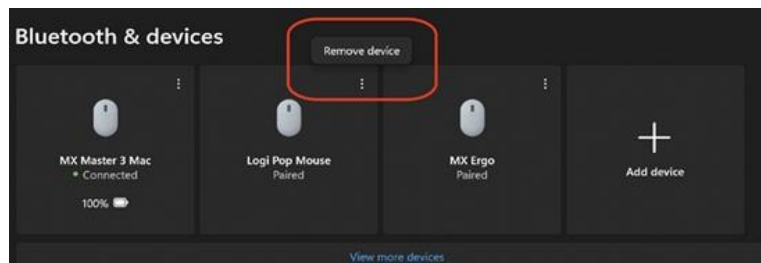 Bluetooth & devices
Remove device
MX Master 3 Mac
Connected
100%
Logi Pop Mouse
Paired
MX Ergo
Paired
Add device
View more devices